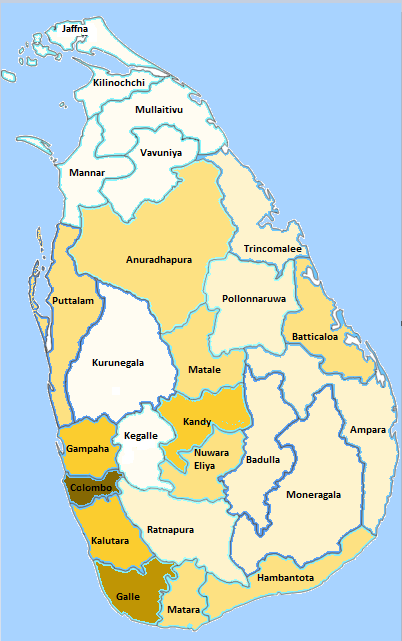 Jaffna
Kilinochchi
Mullaitivu
Vavuniya
Mannar
Trincomalee
Anuradhapura
Pollonnaruwa
Puttalam
Batticaloa
Kurunegala
Matale
Kandy
Ampara
Kegalle
Gampaha
Nuwara
Eliya
Badulla
Colombo
Moneragala
Ratnapura
Kalutara
Hambantota
Galle
Matara